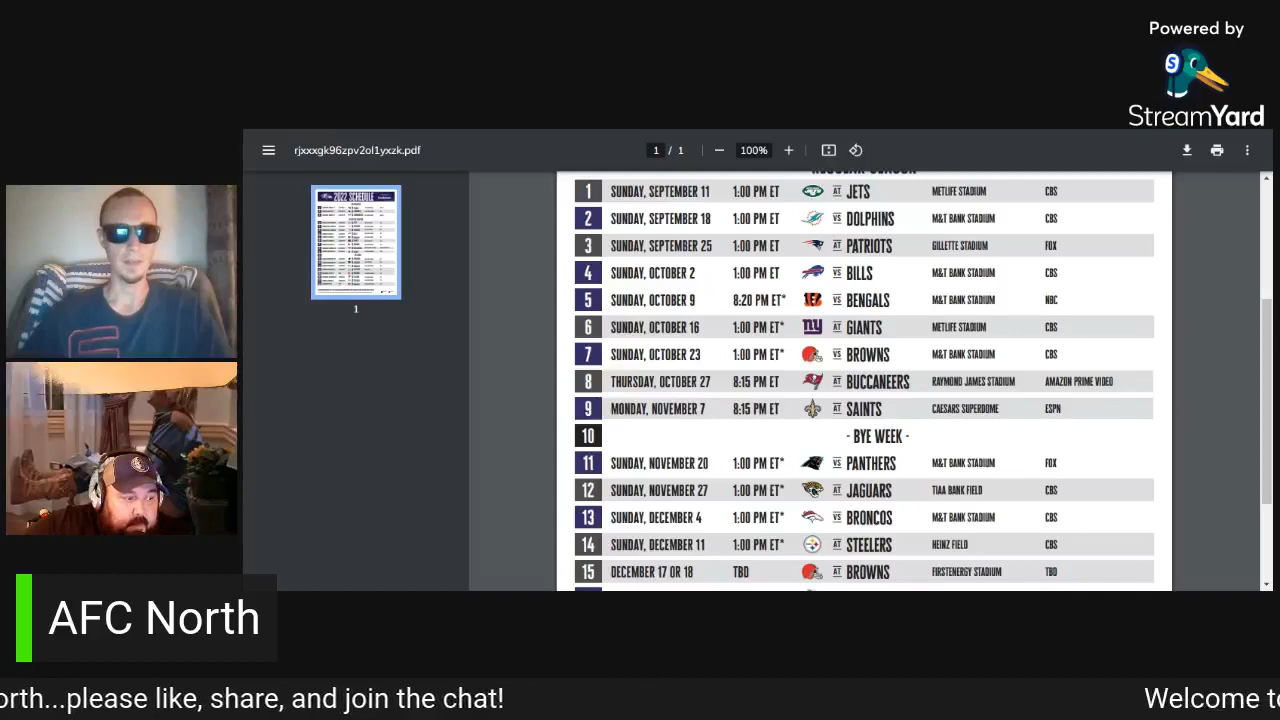 Powered by
StreamYard
rjxxxgk96zpv2ol1yxzk.pdf
1 / 1
100%
2022 SCHEDULE
1
REGULAR SEASON
1 SUNDAY, SEPTEMBER 11 1:00 PM ET AT JETS METLIFE STADIUM CBS
2 SUNDAY, SEPTEMBER 18 1:00 PM ET VS DOLPHINS M&T BANK STADIUM CBS
3 SUNDAY, SEPTEMBER 25 1:00 PM ET AT PATRIOTS GILLETTE STADIUM FOX
4 SUNDAY, OCTOBER 2 1:00 PM ET VS BILLS M&T BANK STADIUM CBS
5 SUNDAY, OCTOBER 9 8:20 PM ET* VS BENGALS M&T BANK STADIUM NBC
6 SUNDAY, OCTOBER 16 1:00 PM ET* ny AT GIANTS METLIFE STADIUM CBS
7 SUNDAY, OCTOBER 23 1:00 PM ET* VS BROWNS M&T BANK STADIUM CBS
8 THURSDAY, OCTOBER 27 8:15 PM ET AT BUCCANEERS RAYMOND JAMES STADIUM AMAZON PRIME VIDEO
9 MONDAY, NOVEMBER 7 8:15 PM ET AT SAINTS CAESARS SUPERDOME ESPN
10 - BYE WEEK -
11 SUNDAY, NOVEMBER 20 1:00 PM ET* VS PANTHERS M&T BANK STADIUM FOX
12 SUNDAY, NOVEMBER 27 1:00 PM ET* AT JAGUARS TIAA BANK FIELD CBS
13 SUNDAY, DECEMBER 4 1:00 PM ET* VS BRONCOS M&T BANK STADIUM CBS
14 SUNDAY, DECEMBER 11 1:00 PM ET* AT STEELERS HEINZ FIELD CBS
15 DECEMBER 17 OR 18 TBD AT BROWNS FIRSTENERGY STADIUM TBD
AFC North
orth...please like, share, and join the chat!
Welcome to